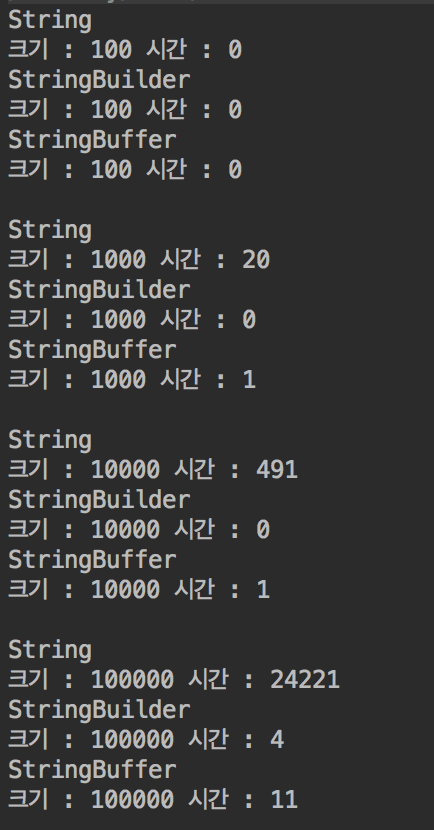 String
크기 : 100 시간 : 0
StringBuilder
크기 : 100 시간 : 0
StringBuffer
크기 : 100 시간 : 0
String
크기 : 1000 시간 : 20
StringBuilder
크기 : 1000 시간 : 0
StringBuffer
크기 : 1000 시간 : 1
String
크기 : 10000 시간 : 491
StringBuilder
크기 : 10000 시간 : 0
StringBuffer
크기 : 10000 시간 : 1
String
크기 : 100000 시간 : 24221
StringBuilder
크기 : 100000 시간 : 4
StringBuffer
크기 : 100000 시간 : 11